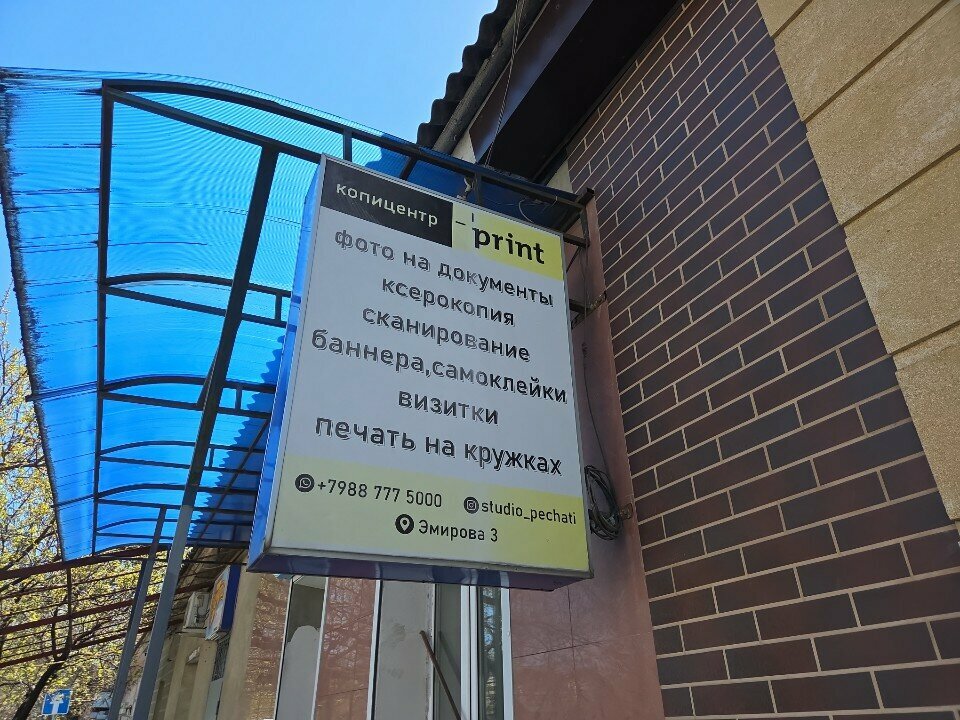 копицентр
print
фото на документы
ксерокопия
сканирование
баннера,самоклейки
визитки
печать на кружках
+7988 777 5000 studio_pechati
Эмирова 3